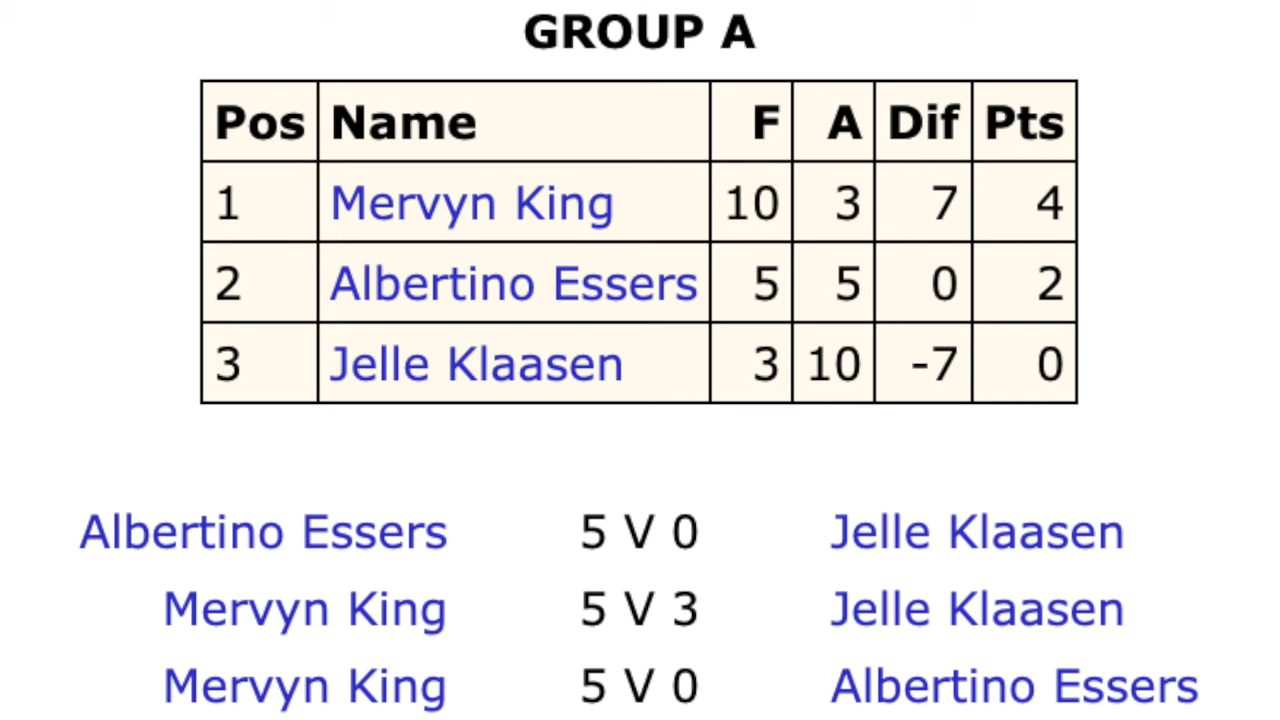 GROUP A
Pos Name F A Dif Pts
1 Mervyn King 10 3 7 4
2 Albertino Essers 5 5 0 2
3 Jelle Klaasen 3 10 -7 0
Albertino Essers 5 V 0 Jelle Klaasen
Mervyn King 5 V 3 Jelle Klaasen
Mervyn King 5 V 0 Albertino Essers